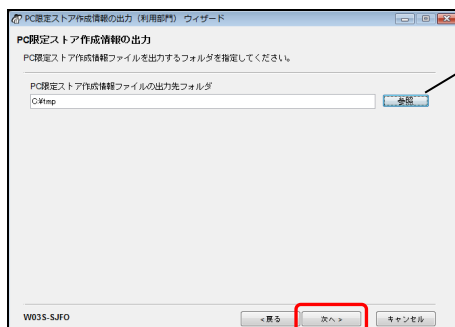 PC限定ストア作成情報の出力（利用部門） ウィザード
PC限定ストア作成情報の出力
PC限定ストア作成情報ファイルを出力するフォルダを指定してください。
PC限定ストア作成情報ファイルの出力先フォルダ
C:¥tmp
参照
W03S-SJFO
<戻る
次へ >
キャンセル